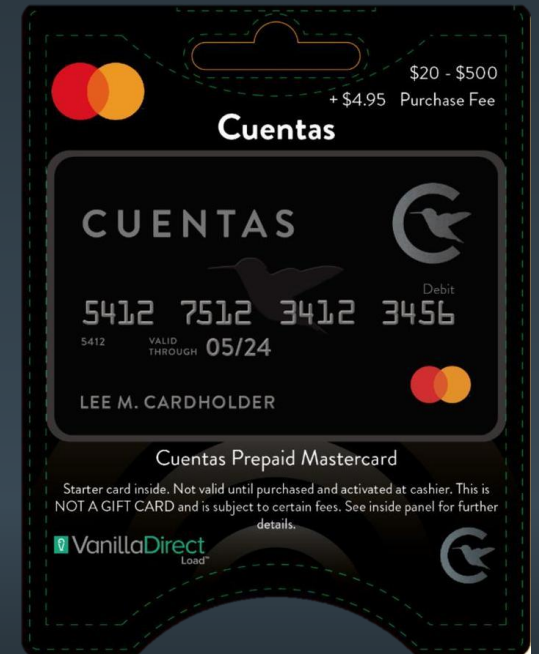 $20 - $500
+ $4.95 Purchase Fee
Cuentas
CUENTAS
Debit
5412 7512 3412 3456
5412 VALID THROUGH 05/24
LEE M. CARDHOLDER
Cuentas Prepaid Mastercard
Starter card inside. Not valid until purchased and activated at cashier. This is
NOT A GIFT CARD and is subject to certain fees. See inside panel for further
details.
VanillaDirect
Load™